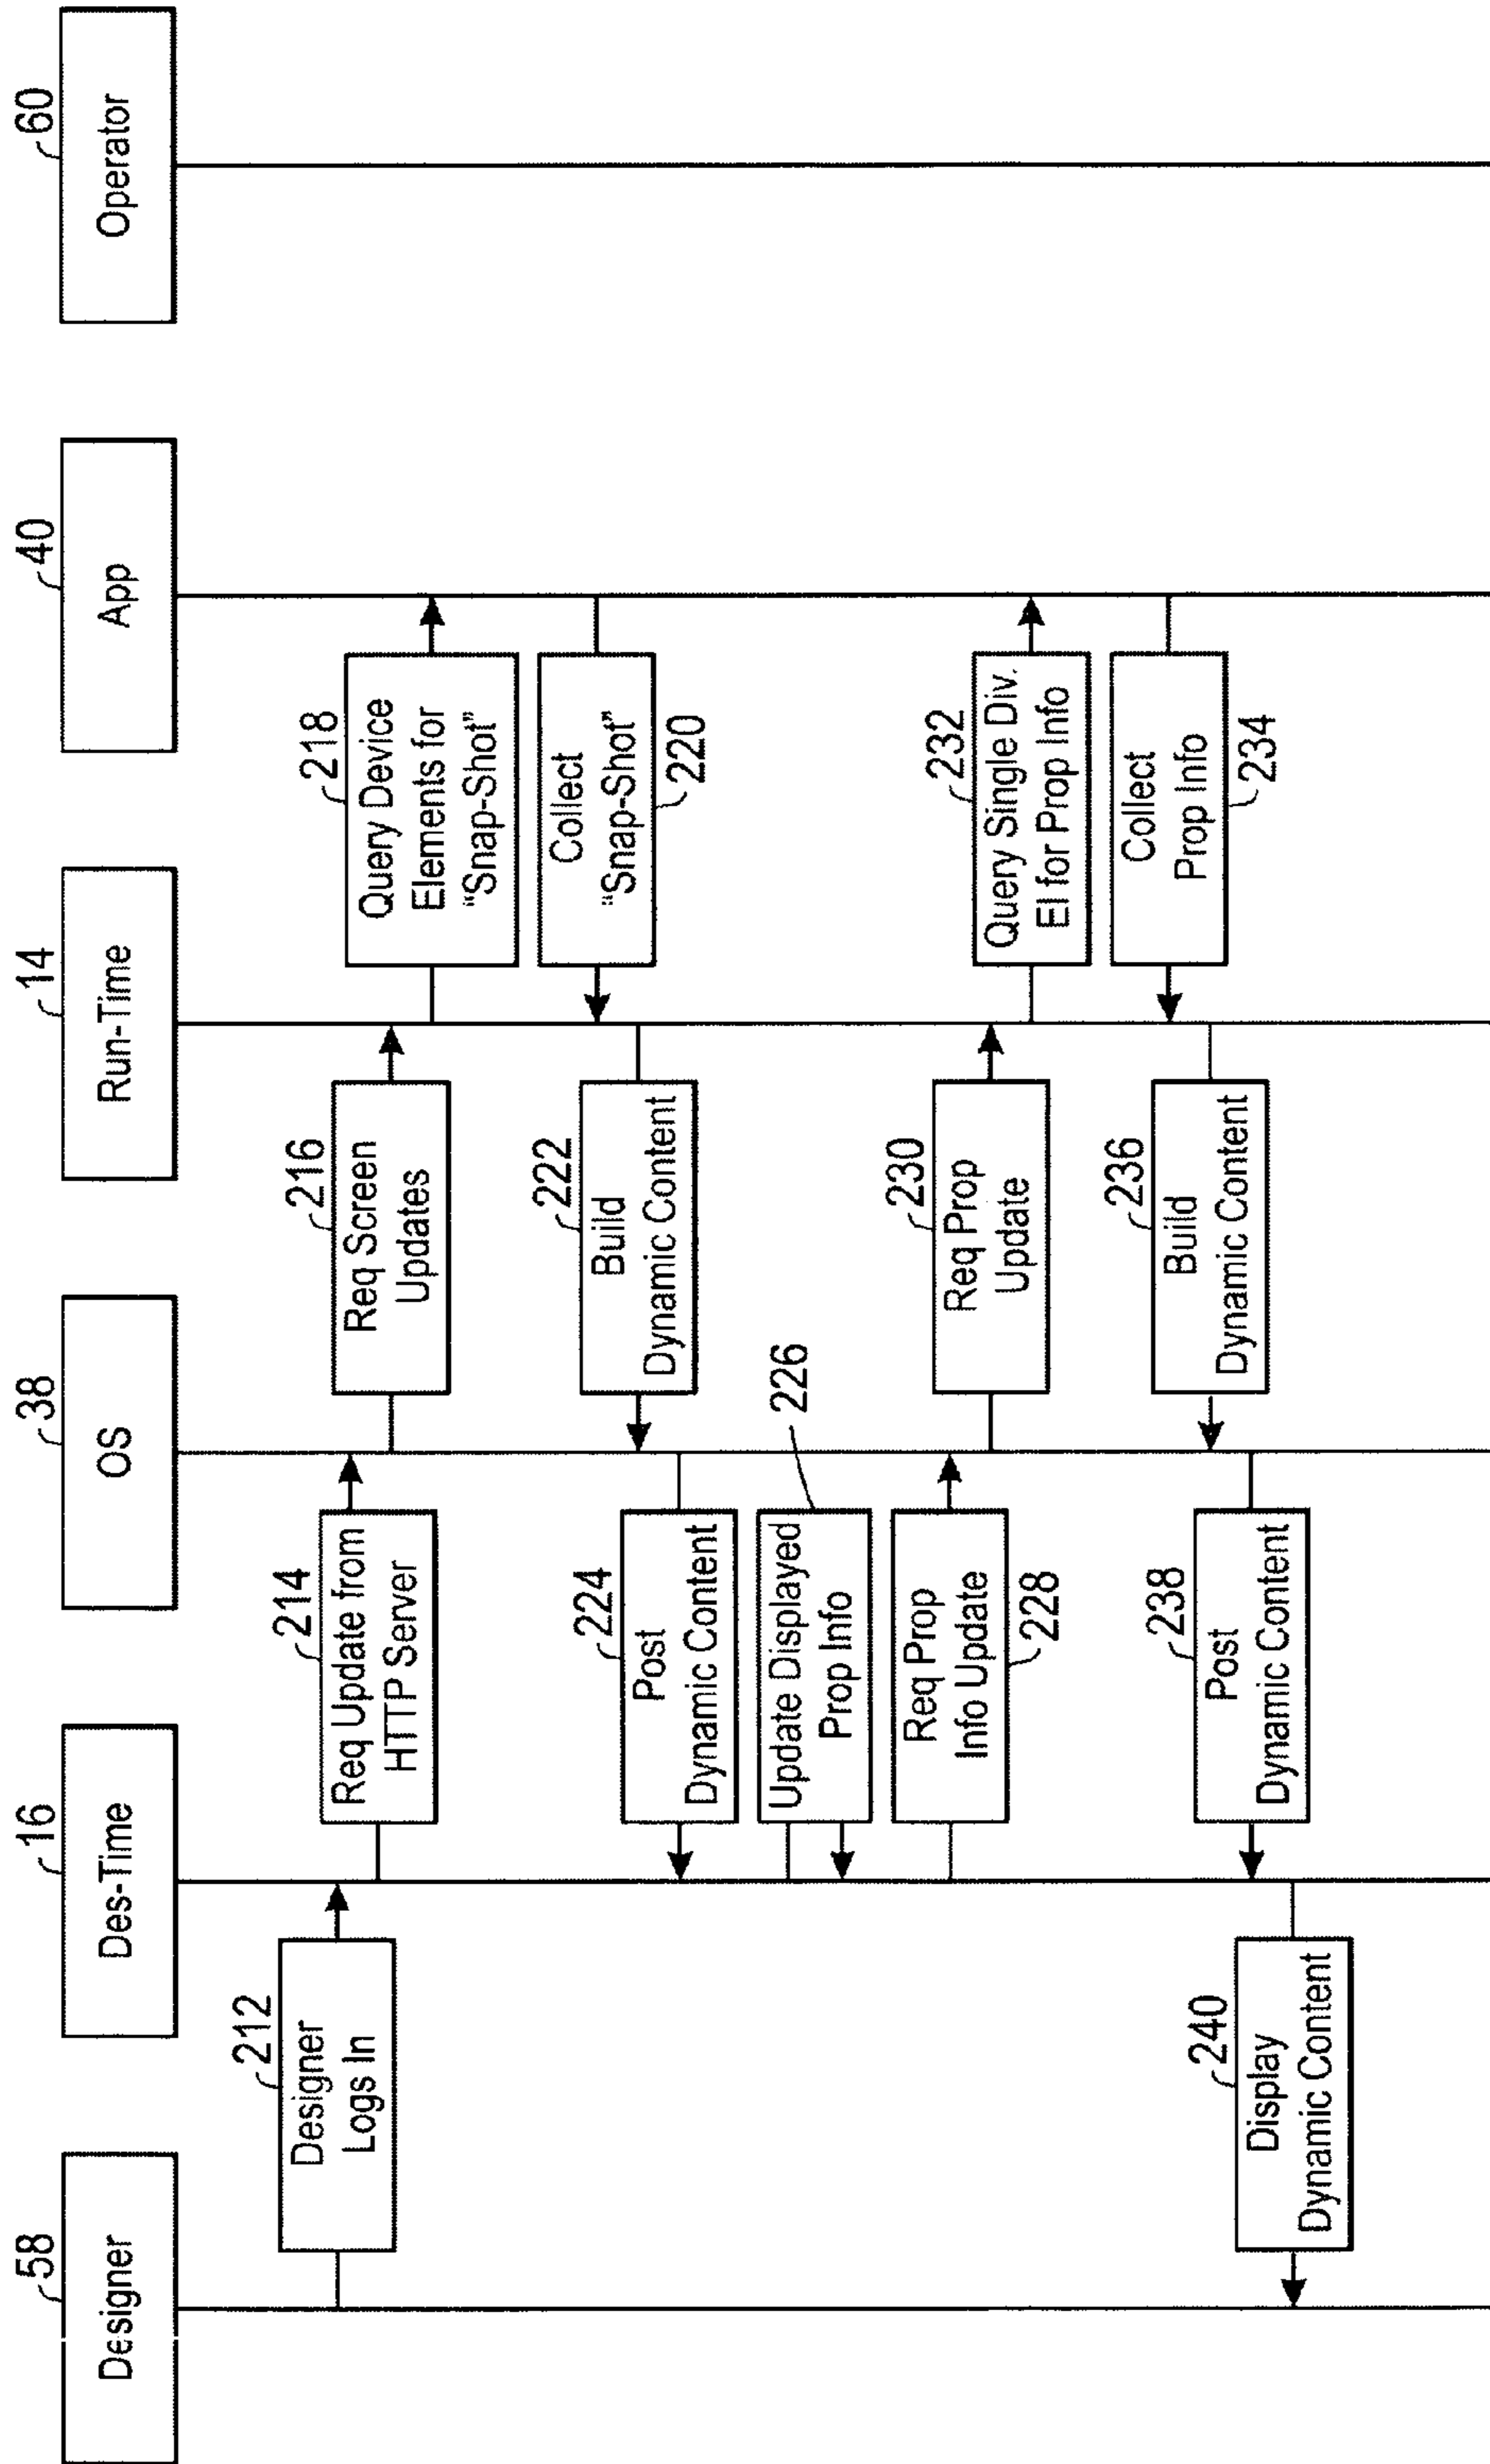 58
Designer
16
Des-Time
38
OS
14
Run-Time
40
App
60
Operator
212
Designer
Logs In
214
Req Update from
HTTP Server
216
Req Screen
Updates
218
Query Device
Elements for
“Snap-Shot”
Collect
“Snap-Shot”
220
222
Build
Dynamic Content
224
Post
Dynamic Content
226
Update Displayed
Prop Info
Req Prop
Info Update
228
230
Req Prop
Update
232
Query Single Div.
El for Prop Info
Collect
Prop Info
234
236
Build
Dynamic Content
238
Post
Dynamic Content
240
Display
Dynamic Content